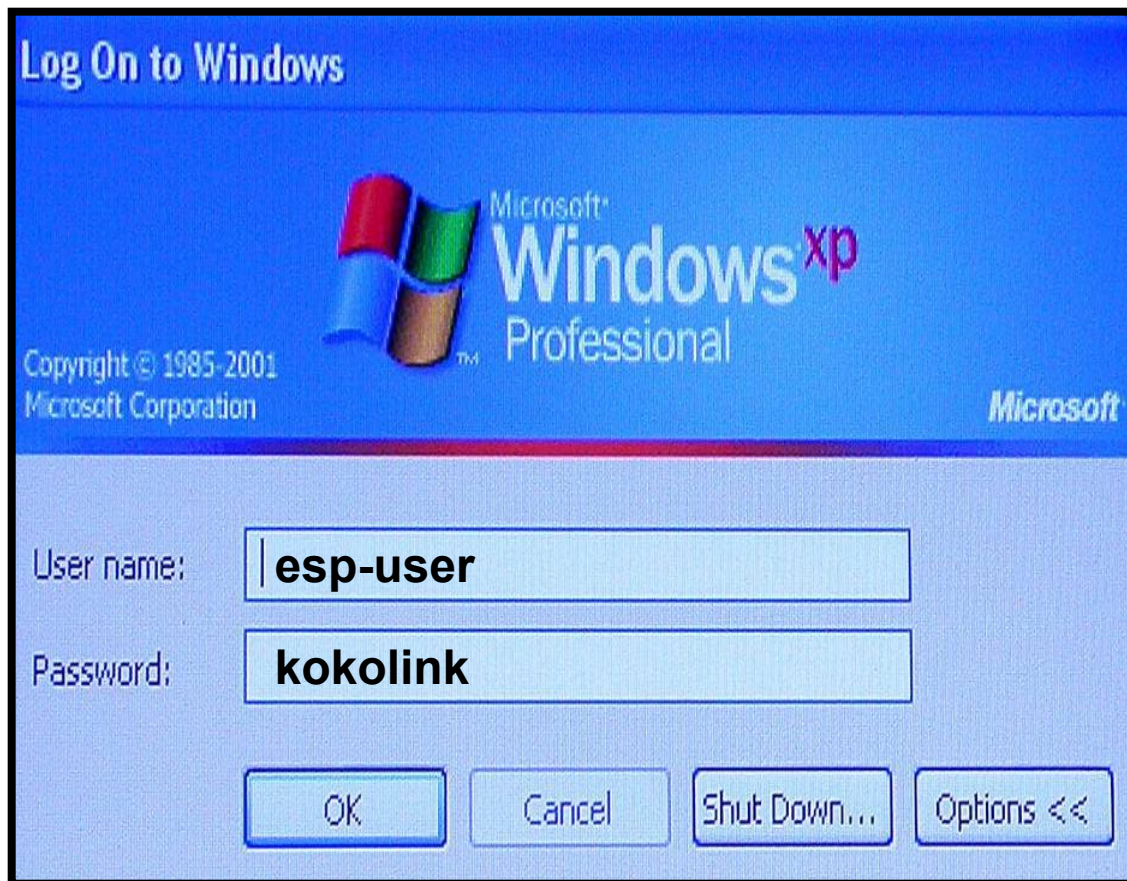 Log On to Windows
Microsoft®
Windows xp
Professional
TM
Copyright © 1985-2001
Microsoft Corporation
Microsoft
User name: esp-user
Password: kokolink
OK Cancel Shut Down... Options <<